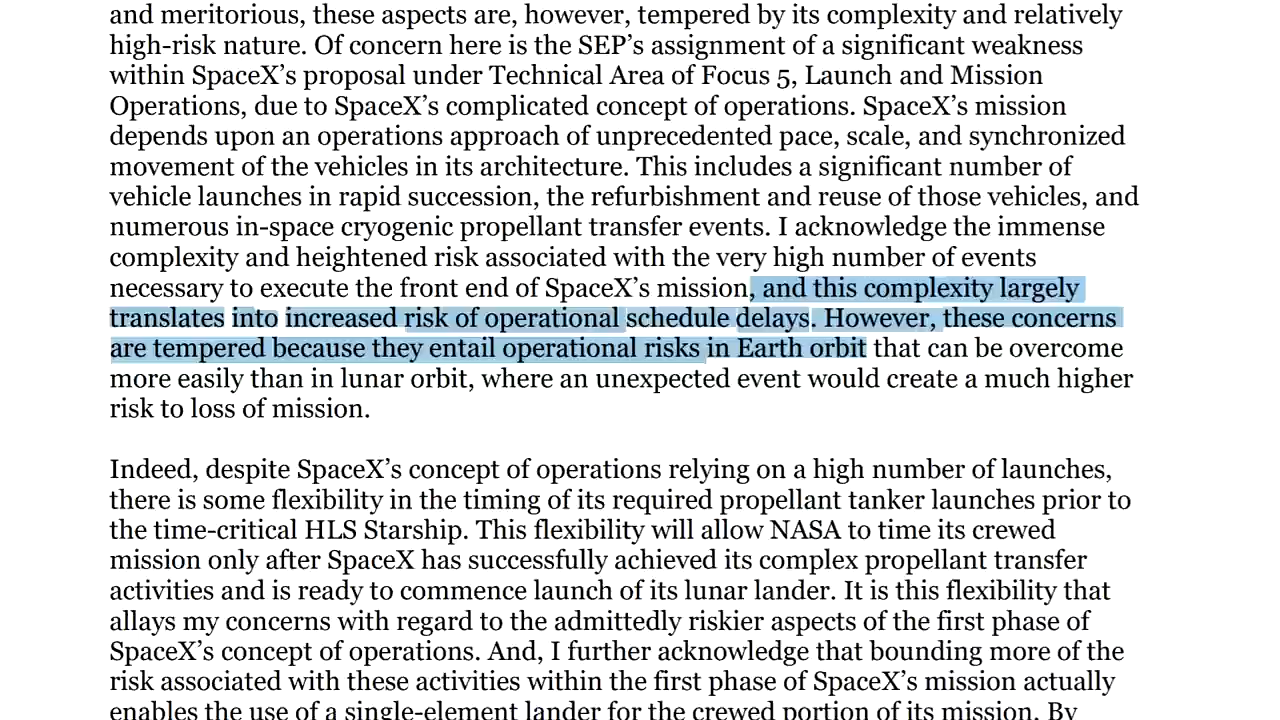 and meritorious, these aspects are, however, tempered by its complexity and relatively
high-risk nature. Of concern here is the SEP’s assignment of a significant weakness
within SpaceX’s proposal under Technical Area of Focus 5, Launch and Mission
Operations, due to SpaceX’s complicated concept of operations. SpaceX’s mission
depends upon an operations approach of unprecedented pace, scale, and synchronized
movement of the vehicles in its architecture. This includes a significant number of
vehicle launches in rapid succession, the refurbishment and reuse of those vehicles, and
numerous in-space cryogenic propellant transfer events. I acknowledge the immense
complexity and heightened risk associated with the very high number of events
necessary to execute the front end of SpaceX’s mission, and this complexity largely
translates into increased risk of operational schedule delays. However, these concerns
are tempered because they entail operational risks in Earth orbit that can be overcome
more easily than in lunar orbit, where an unexpected event would create a much higher
risk to loss of mission.
Indeed, despite SpaceX’s concept of operations relying on a high number of launches,
there is some flexibility in the timing of its required propellant tanker launches prior to
the time-critical HLS Starship. This flexibility will allow NASA to time its crewed
mission only after SpaceX has successfully achieved its complex propellant transfer
activities and is ready to commence launch of its lunar lander. It is this flexibility that
allays my concerns with regard to the admittedly riskier aspects of the first phase of
SpaceX’s concept of operations. And, I further acknowledge that bounding more of the
risk associated with these activities within the first phase of SpaceX’s mission actually
enables the use of a single-element lander for the crewed portion of its mission. By